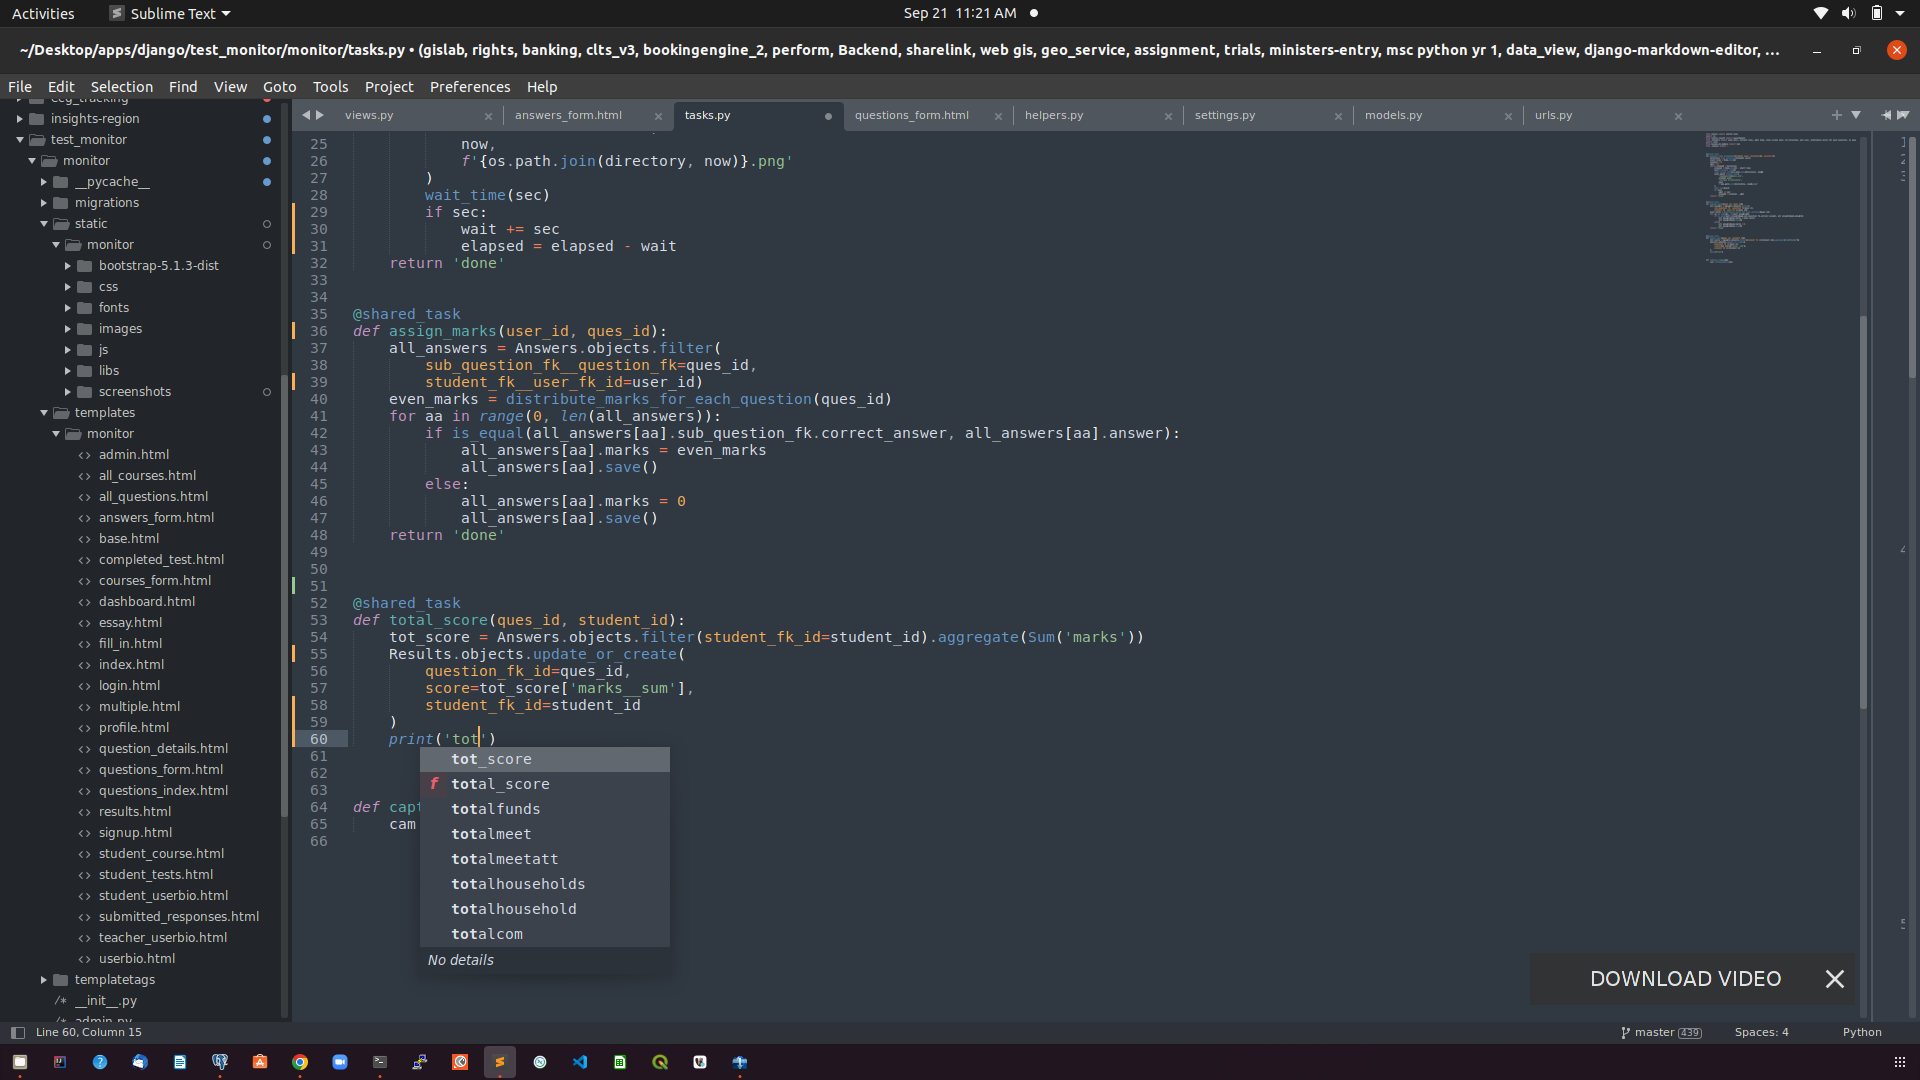 Activities
Sublime Text
Sep 21 11:21 AM
~/Desktop/apps/django/test_monitor/monitor/tasks.py • (gislab, rights, banking, clts_v3, bookingengine_2, perform, Backend, sharelink, web gis, geo_service, assignment, trials, ministers-entry, msc python yr 1, data_view, django-markdown-editor, ...
File Edit Selection Find View Goto Tools Project Preferences Help
insights-region
test_monitor
monitor
__pycache__
migrations
static
monitor
bootstrap-5.1.3-dist
css
fonts
images
js
libs
screenshots
templates
monitor
<> admin.html
<> all_courses.html
<> all_questions.html
<> answers_form.html
<> base.html
<> completed_test.html
<> courses_form.html
<> dashboard.html
<> essay.html
<> fill_in.html
<> index.html
<> login.html
<> multiple.html
<> profile.html
<> question_details.html
<> questions_form.html
<> questions_index.html
<> results.html
<> signup.html
<> student_course.html
<> student_tests.html
<> student_userbio.html
<> submitted_responses.html
<> teacher_userbio.html
<> userbio.html
templatetags
/* __init__.py
/* admin.py
views.py
answers_form.html
tasks.py
questions_form.html
helpers.py
settings.py
models.py
urls.py
25             now,
26             f'{os.path.join(directory, now)}.png'
27         )
28         wait_time(sec)
29         if sec:
30             wait += sec
31             elapsed = elapsed - wait
32     return 'done'
33
34
35 @shared_task
36 def assign_marks(user_id, ques_id):
37     all_answers = Answers.objects.filter(
38         sub_question_fk__question_fk=ques_id,
39         student_fk__user_fk_id=user_id)
40     even_marks = distribute_marks_for_each_question(ques_id)
41     for aa in range(0, len(all_answers)):
42         if is_equal(all_answers[aa].sub_question_fk.correct_answer, all_answers[aa].answer):
43             all_answers[aa].marks = even_marks
44             all_answers[aa].save()
45         else:
46             all_answers[aa].marks = 0
47             all_answers[aa].save()
48     return 'done'
49
50
51
52 @shared_task
53 def total_score(ques_id, student_id):
54     tot_score = Answers.objects.filter(student_fk_id=student_id).aggregate(Sum('marks'))
55     Results.objects.update_or_create(
56         question_fk_id=ques_id,
57         score=tot_score['marks__sum'],
58         student_fk_id=student_id
59     )
60     print('tot')
61
62
63
64 def capt
65     cam
66
tot_score
f total_score
totalfunds
totalmeet
totalmeetatt
totalhouseholds
totalhousehold
totalcom
No details
DOWNLOAD VIDEO
Line 60, Column 15
master 439
Spaces: 4
Python